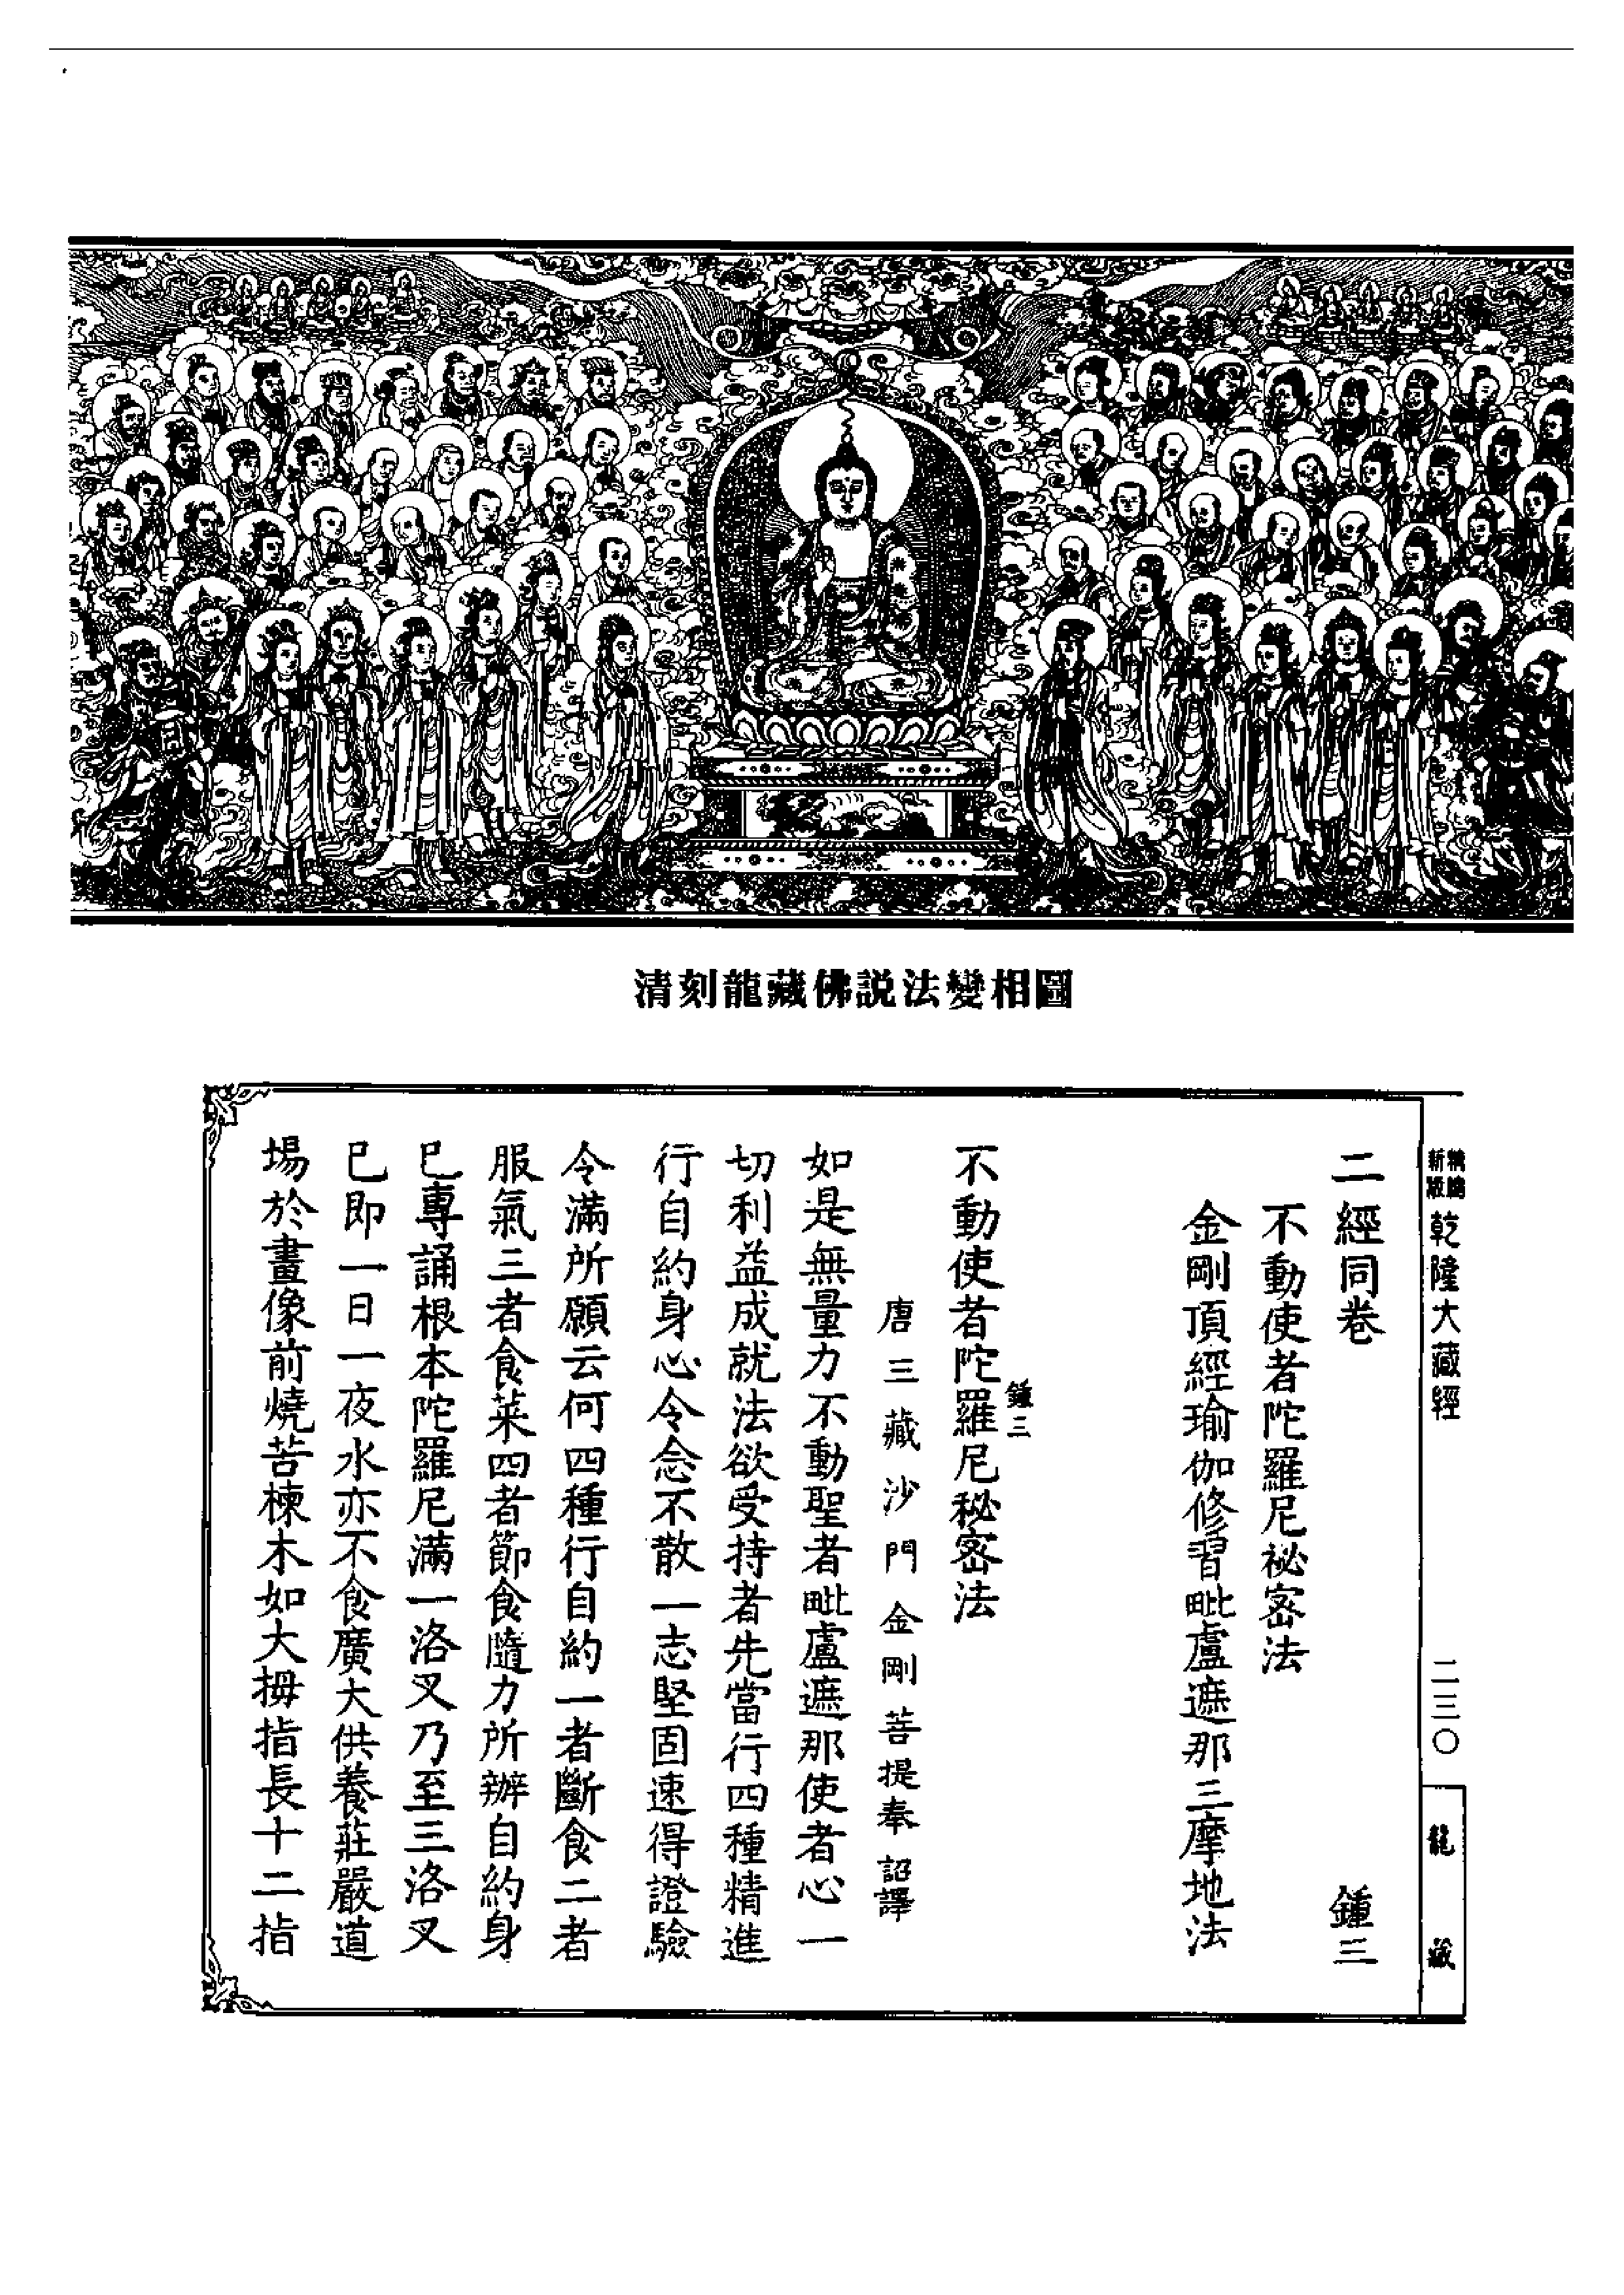 清刻龍藏佛説法變相圖
新版精縮乾隆大藏經
二三〇
龍藏
二經同卷 鍾三
不動使者陀羅尼祕密法
金剛頂經瑜伽修習毗盧遮那三摩地法
鍾三
不動使者陀羅尼秘密法
唐三藏沙門金剛菩提奉詔譯
如是無量力不動聖者毗盧遮那使者心一
切利益成就法欲受持者先當行四種精進
行自約身心令念不散一志堅固速得證驗
令滿所願云何四種行自約一者斷食二者
服氣三者食菜四者節食隨力所辦自約身
巳專誦根本陀羅尼滿一洛叉乃至三洛叉
巳即一日一夜水亦不食廣大供養莊嚴道
場於畫像前燒苦楝木如大拇指長十二指